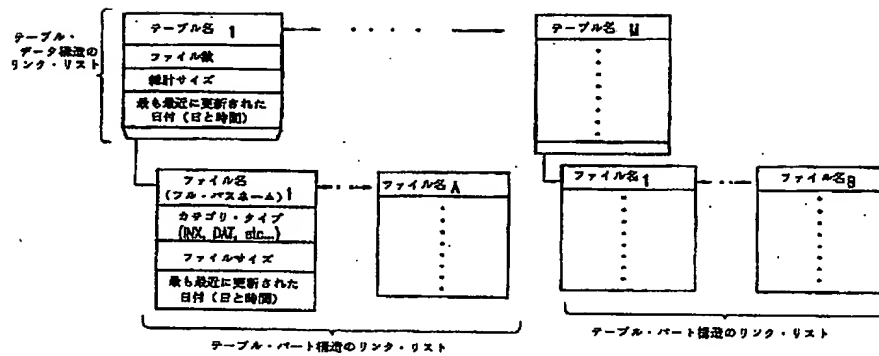 テーブル・
データ構造の
リンク・リスト
テーブル名 1
ファイル数
総計サイズ
最も最近に更新された
日付(日と時間)
テーブル名 M
ファイル名
(フル・パスネーム) 1
カテゴリ・タイプ
(INX, DAT, etc...)
ファイルサイズ
最も最近に更新された
日付(日と時間)
ファイル名 A
ファイル名 1
ファイル名 B
テーブル・パート構造のリンク・リスト
テーブル・パート構造のリンク・リスト